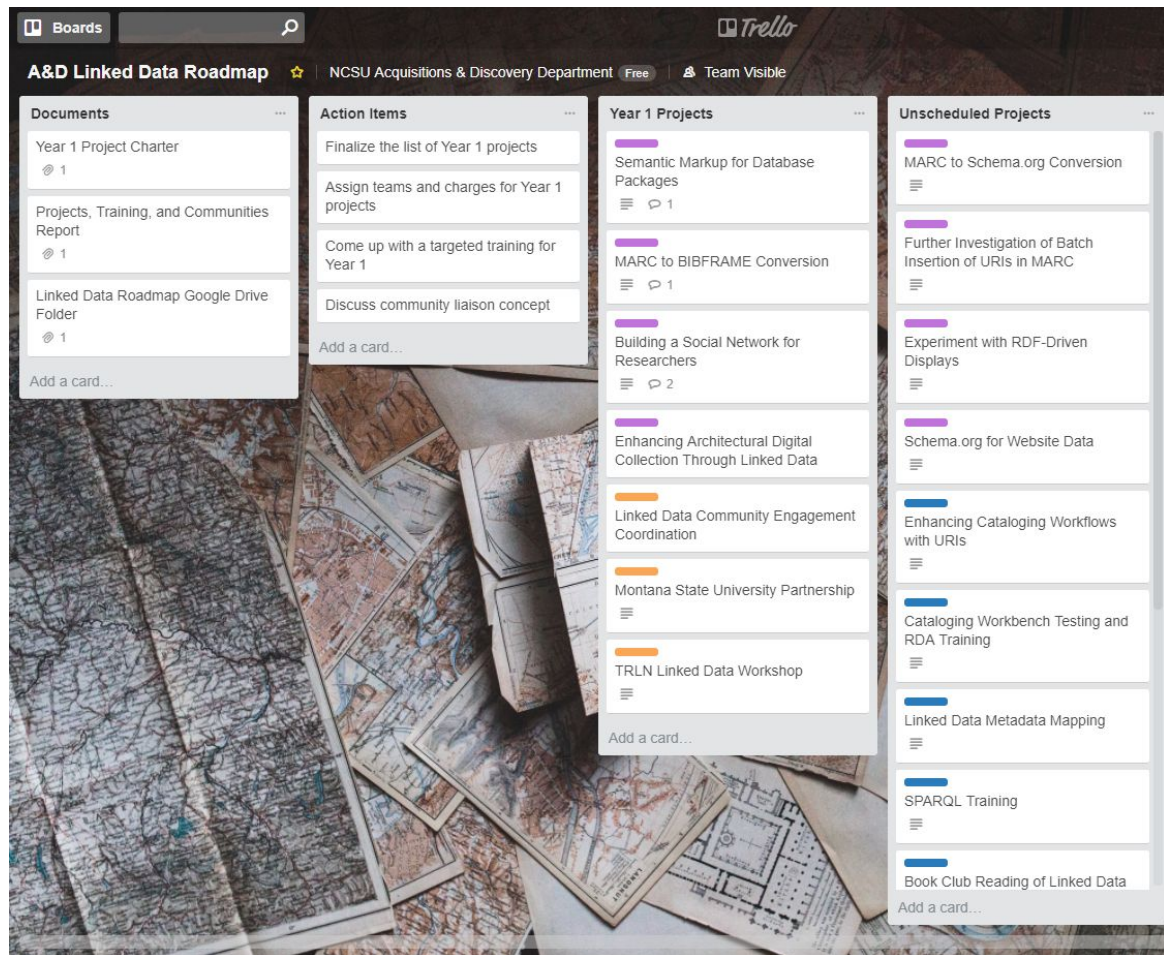 Boards
Trello
A&D Linked Data Roadmap
NCSU Acquisitions & Discovery Department Free
Team Visible
Documents
Year 1 Project Charter
1
Projects, Training, and Communities
Report
1
Linked Data Roadmap Google Drive
Folder
1
Add a card...
Action Items
Finalize the list of Year 1 projects
Assign teams and charges for Year 1
projects
Come up with a targeted training for
Year 1
Discuss community liaison concept
Add a card...
Year 1 Projects
Semantic Markup for Database
Packages
1
MARC to BIBFRAME Conversion
1
Building a Social Network for
Researchers
2
Enhancing Architectural Digital
Collection Through Linked Data
Linked Data Community Engagement
Coordination
Montana State University Partnership
TRLN Linked Data Workshop
Add a card...
Unscheduled Projects
MARC to Schema.org Conversion
Further Investigation of Batch
Insertion of URIs in MARC
Experiment with RDF-Driven
Displays
Schema.org for Website Data
Enhancing Cataloging Workflows
with URIs
Cataloging Workbench Testing and
RDA Training
Linked Data Metadata Mapping
SPARQL Training
Book Club Reading of Linked Data
Add a card...